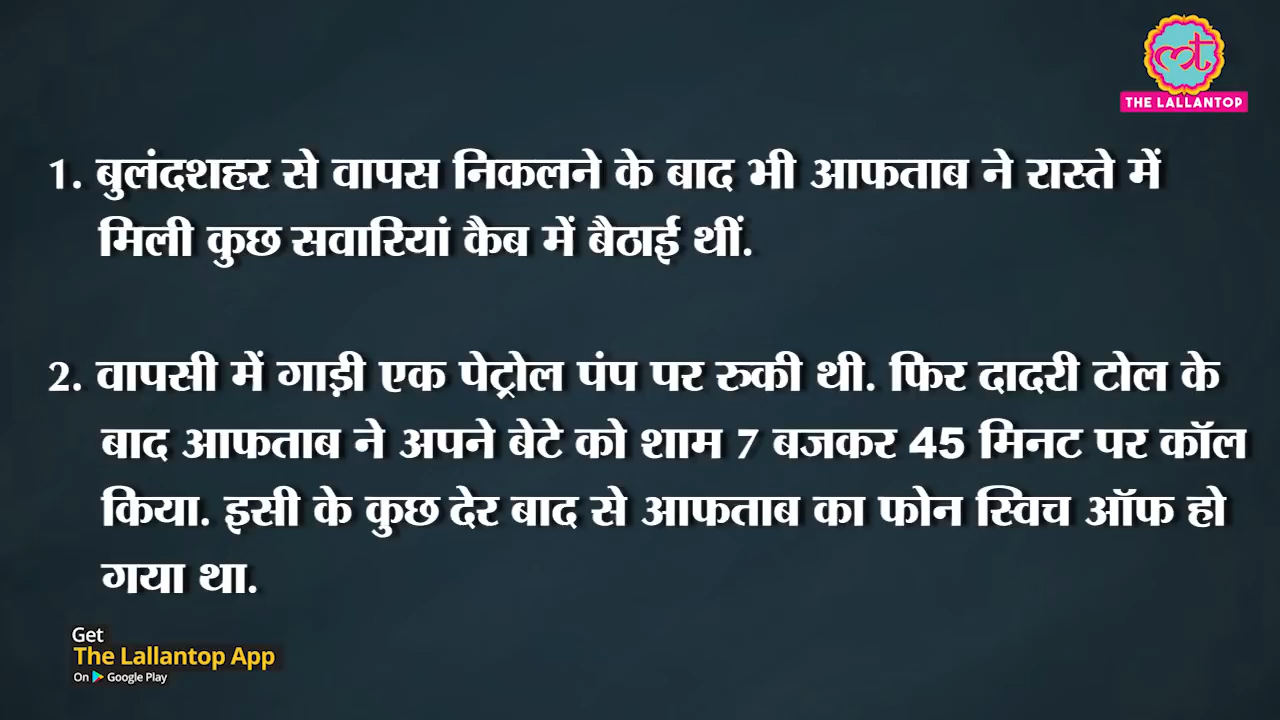 THE LALLANTOP
1. बुलंदशहर से वापस निकलने के बाद भी आफताब ने रास्ते में
मिली कुछ सवारियां कैब में बैठाई थीं.
2. वापसी में गाड़ी एक पेट्रोल पंप पर रुकी थी. फिर दादरी टोल के
बाद आफताब ने अपने बेटे को शाम 7 बजकर 45 मिनट पर कॉल
किया. इसी के कुछ देर बाद से आफताब का फोन स्विच ऑफ हो
गया था.
Get
The Lallantop App
On Google Play